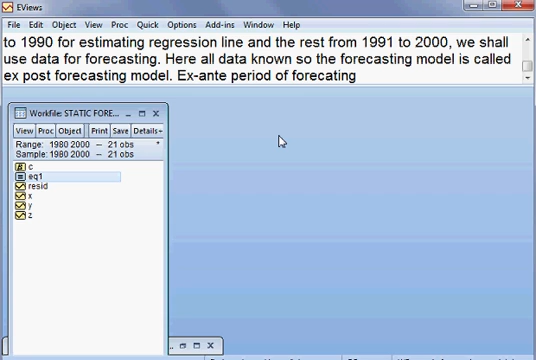 EViews
File Edit Object View Proc Quick Options Add-ins Window Help
to 1990 for estimating regression line and the rest from 1991 to 2000, we shall
use data for forecasting. Here all data known so the forecasting model is called
ex post forecasting model. Ex-ante period of forecating
Workfile: STATIC FORE...
View Proc Object Print Save Details+
Range: 1980 2000 -- 21 obs *
Sample: 1980 2000 -- 21 obs
c
eq1
resid
x
y
z